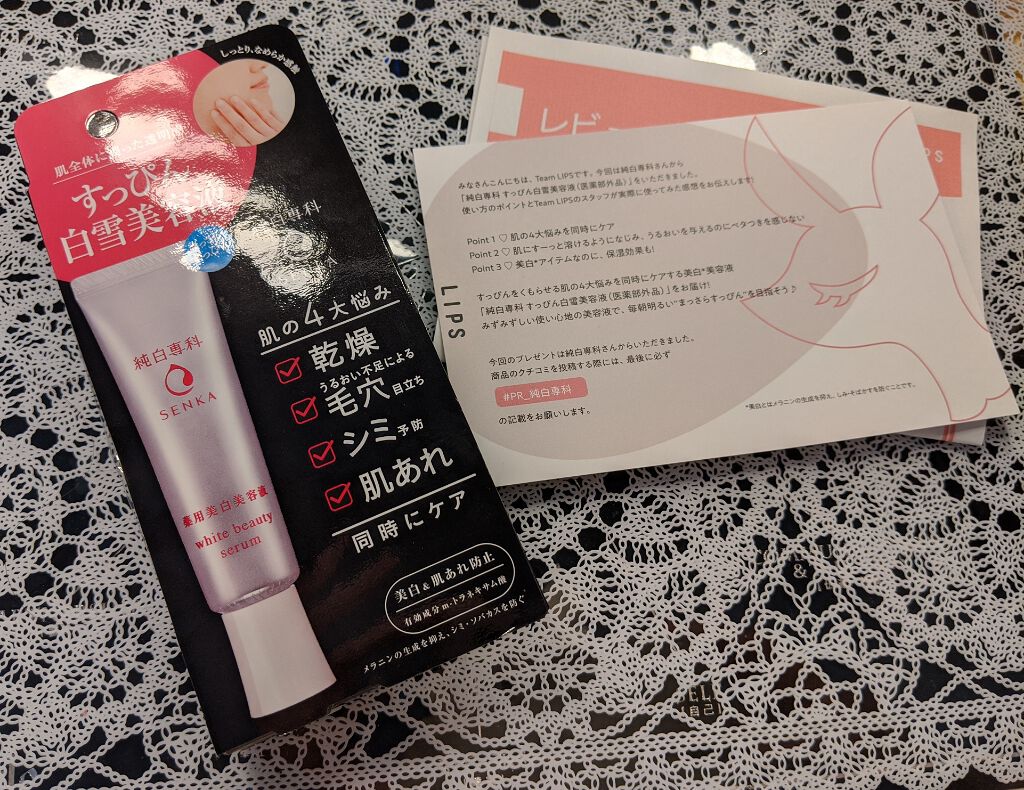 しっとり、なめらか感触
肌全体に
すっぴん
白雪美容液
白専科
肌の4大悩み
乾燥
うるおい不足による
毛穴目立ち
シミ予防
肌あれ
同時にケア
美白&肌あれ防止
有効成分m-トラネキサム酸
メラニンの生成を抑え、シミ・ソバカスを防ぐ
純白専科
SENKA
薬用美白美容液
white beauty
serum
レビュ
PS
みなさんこんにちは、Team LIPSです。今回は純白専科さんから
「純白専科 すっぴん白雪美容液（医薬部外品）」をいただきました。
使い方のポイントとTeam LIPSのスタッフが実際に使ってみた感想をお伝えします!
Point 1 ♡ 肌の4大悩みを同時にケア
Point 2 ♡ 肌にすーっと溶けるようになじみ、うるおいを与えるのにベタつきを感じない
Point 3 ♡ 美白*アイテムなのに、保湿効果も!
すっぴんをくもらせる肌の4大悩みを同時にケアする美白*美容液
「純白専科 すっぴん白雪美容液（医薬部外品）」をお届け!
みずみずしい使い心地の美容液で、毎朝明るい"まっさらすっぴん"を目指そう♪
今回のプレゼントは純白専科さんからいただきました。
商品のクチコミを投稿する際には、最後に必ず
#PR_純白専科
の記載をお願いします。
*美白とはメラニンの生成を抑え、しみ・そばかすを防ぐことです。
LIPS
&
(自己)